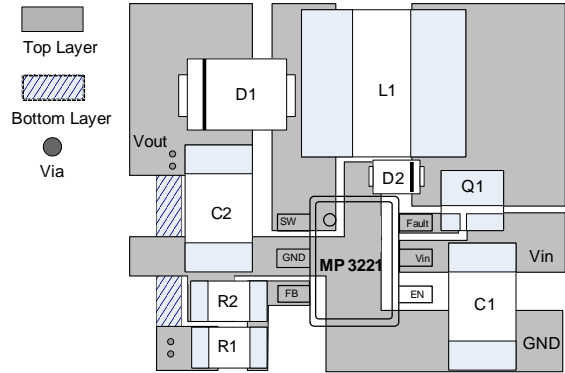 Top Layer
Bottom Layer
Via
D1
L1
Vout
D2
Q1
C2
SW
Fault
GND
MP 3221
Vin
Vin
FB
EN
R2
C1
R1
GND